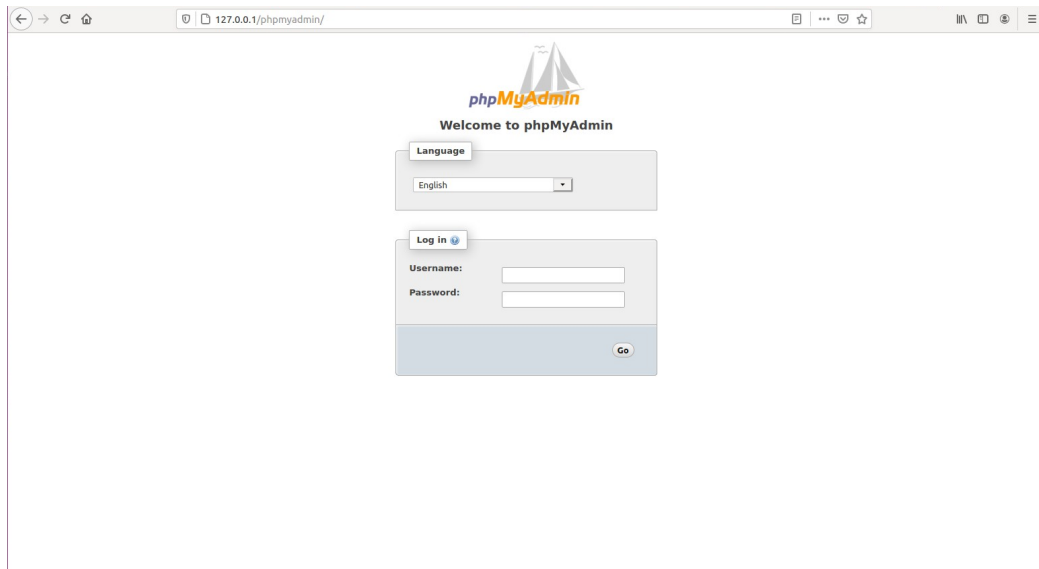 127.0.0.1/phpmyadmin/
phpMyAdmin
Welcome to phpMyAdmin
Language
English
Log in
Username:
Password:
Go